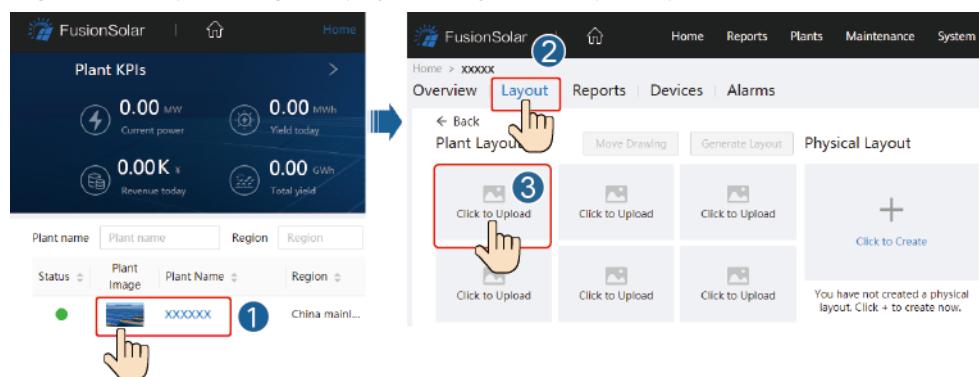 FusionSolar
Home
Plant KPIs
0.00 MW
Current power
0.00 MWh
Yield today
0.00K ¥
Revenue today
0.00 GWh
Total yield
Plant name
Plant name
Region
Region
Status
Plant Image
Plant Name
Region
XXXXXX
1
China mainl...
FusionSolar
Home
Reports
Plants
Maintenance
System
2
Home > xxxxx
Overview
Layout
Reports
Devices
Alarms
← Back
Plant Layout
Move Drawing
Generate Layout
Physical Layout
3
Click to Upload
Click to Upload
Click to Upload
+
Click to Create
Click to Upload
Click to Upload
Click to Upload
You have not created a physical
layout. Click + to create now.